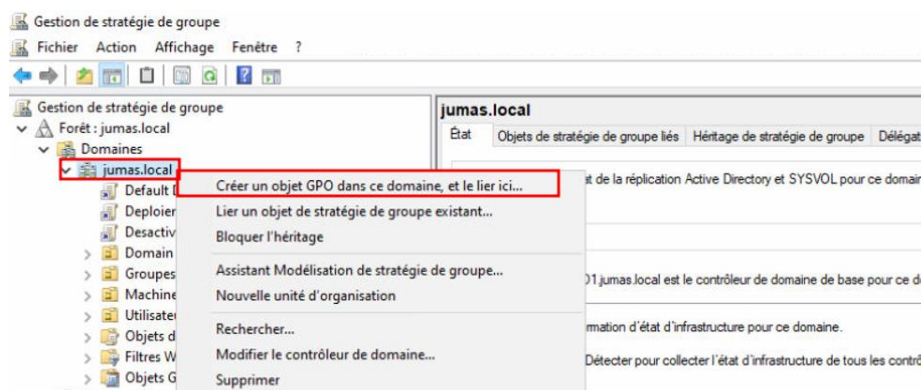 Gestion de stratégie de groupe
Fichier Action Affichage Fenêtre ?
Gestion de stratégie de groupe
Forêt : jumas.local
Domaines
jumas.local
Default
Deploier
Desactiv
Domain
Groupes
Machine
Utilisate
Objets d
Filtres W
Objets G
Créer un objet GPO dans ce domaine, et le lier ici...
Lier un objet de stratégie de groupe existant...
Bloquer l'héritage
Assistant Modélisation de stratégie de groupe...
Nouvelle unité d'organisation
Rechercher...
Modifier le contrôleur de domaine...
Supprimer
jumas.local
État Objets de stratégie de groupe liés Héritage de stratégie de groupe Délégat
at de la réplication Active Directory et SYSVOL pour ce domain
01.jumas.local est le contrôleur de domaine de base pour ce d
mation d'état d'infrastructure pour ce domaine.
Détecter pour collecter l'état d'infrastructure de tous les contrô